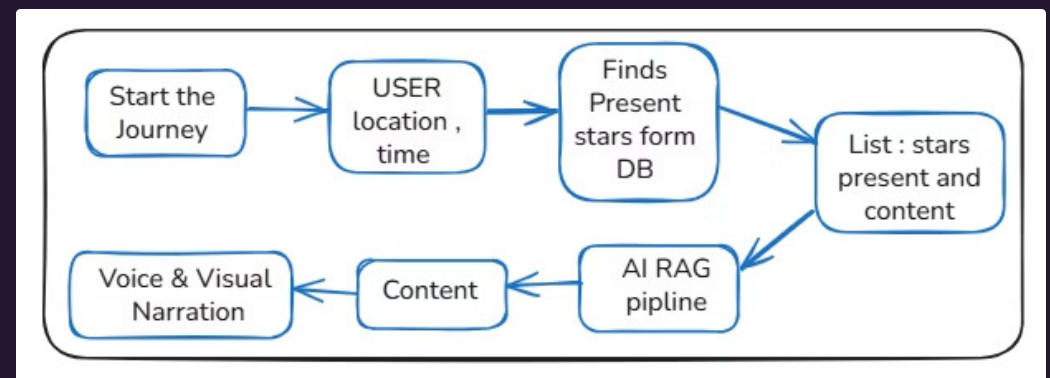 Start the
Journey
USER
location ,
time
Finds
Present
stars form
DB
List : stars
present and
content
AI RAG
pipline
Content
Voice & Visual
Narration